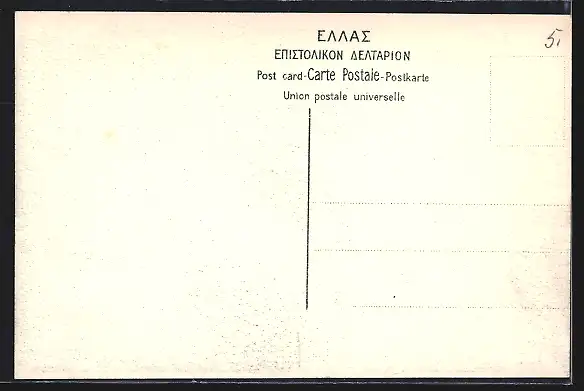 ΕΛΛΑΣ
5.
ΕΠΙΣΤΟΛΙΚΟΝ ΔΕΛΤΑΡΙΟΝ
Post card-Carte Postale-Postkarte
Union postale universelle